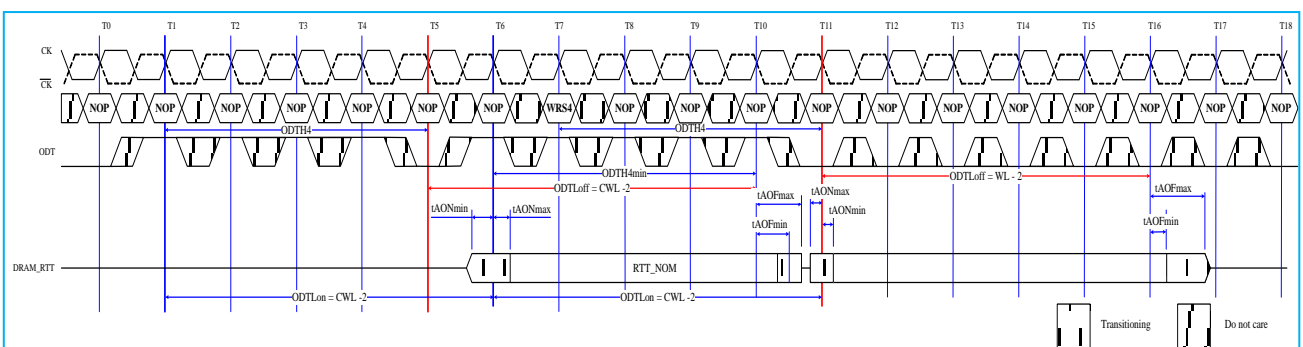 T0 T1 T2 T3 T4 T5 T6 T7 T8 T9 T10 T11 T12 T13 T14 T15 T16 T17 T18
CK
CK
NOP NOP NOP NOP NOP NOP NOP WRS4 NOP NOP NOP NOP NOP NOP NOP NOP NOP NOP NOP
ODTH4 ODTH4
ODT
ODTH4min ODTLoff = WL - 2
ODTLoff = CWL -2
tAOFmax tAONmax tAOFmax
tAONmin tAONmax tAOFmin tAONmin tAOFmin
DRAM_RTT RTT_NOM
ODTLon = CWL -2 ODTLon = CWL -2
Transitioning Do not care